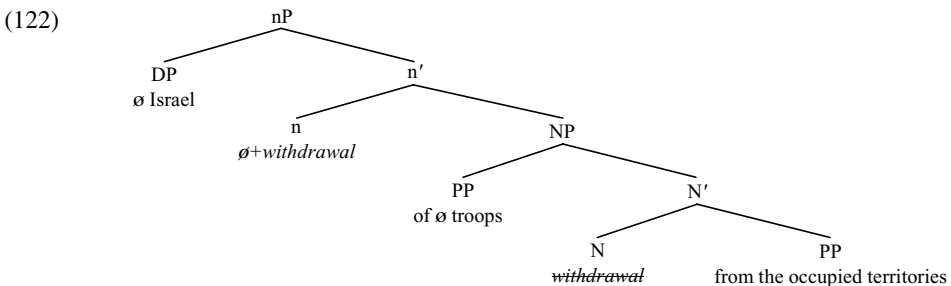 (122)
nP
DP
ø Israel
n′
n
ø+withdrawal
NP
PP
of ø troops
N′
N
withdrawal
PP
from the occupied territories